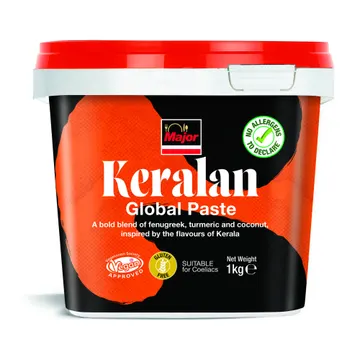 Major
NO ALLERGENS
TO DECLARE
Keralan
Global Paste
A bold blend of fenugreek, turmeric and coconut,
inspired by the flavours of Kerala
Vegan
APPROVED
GLUTEN
FREE
SUITABLE
for Coeliacs
Net Weight
1kg e